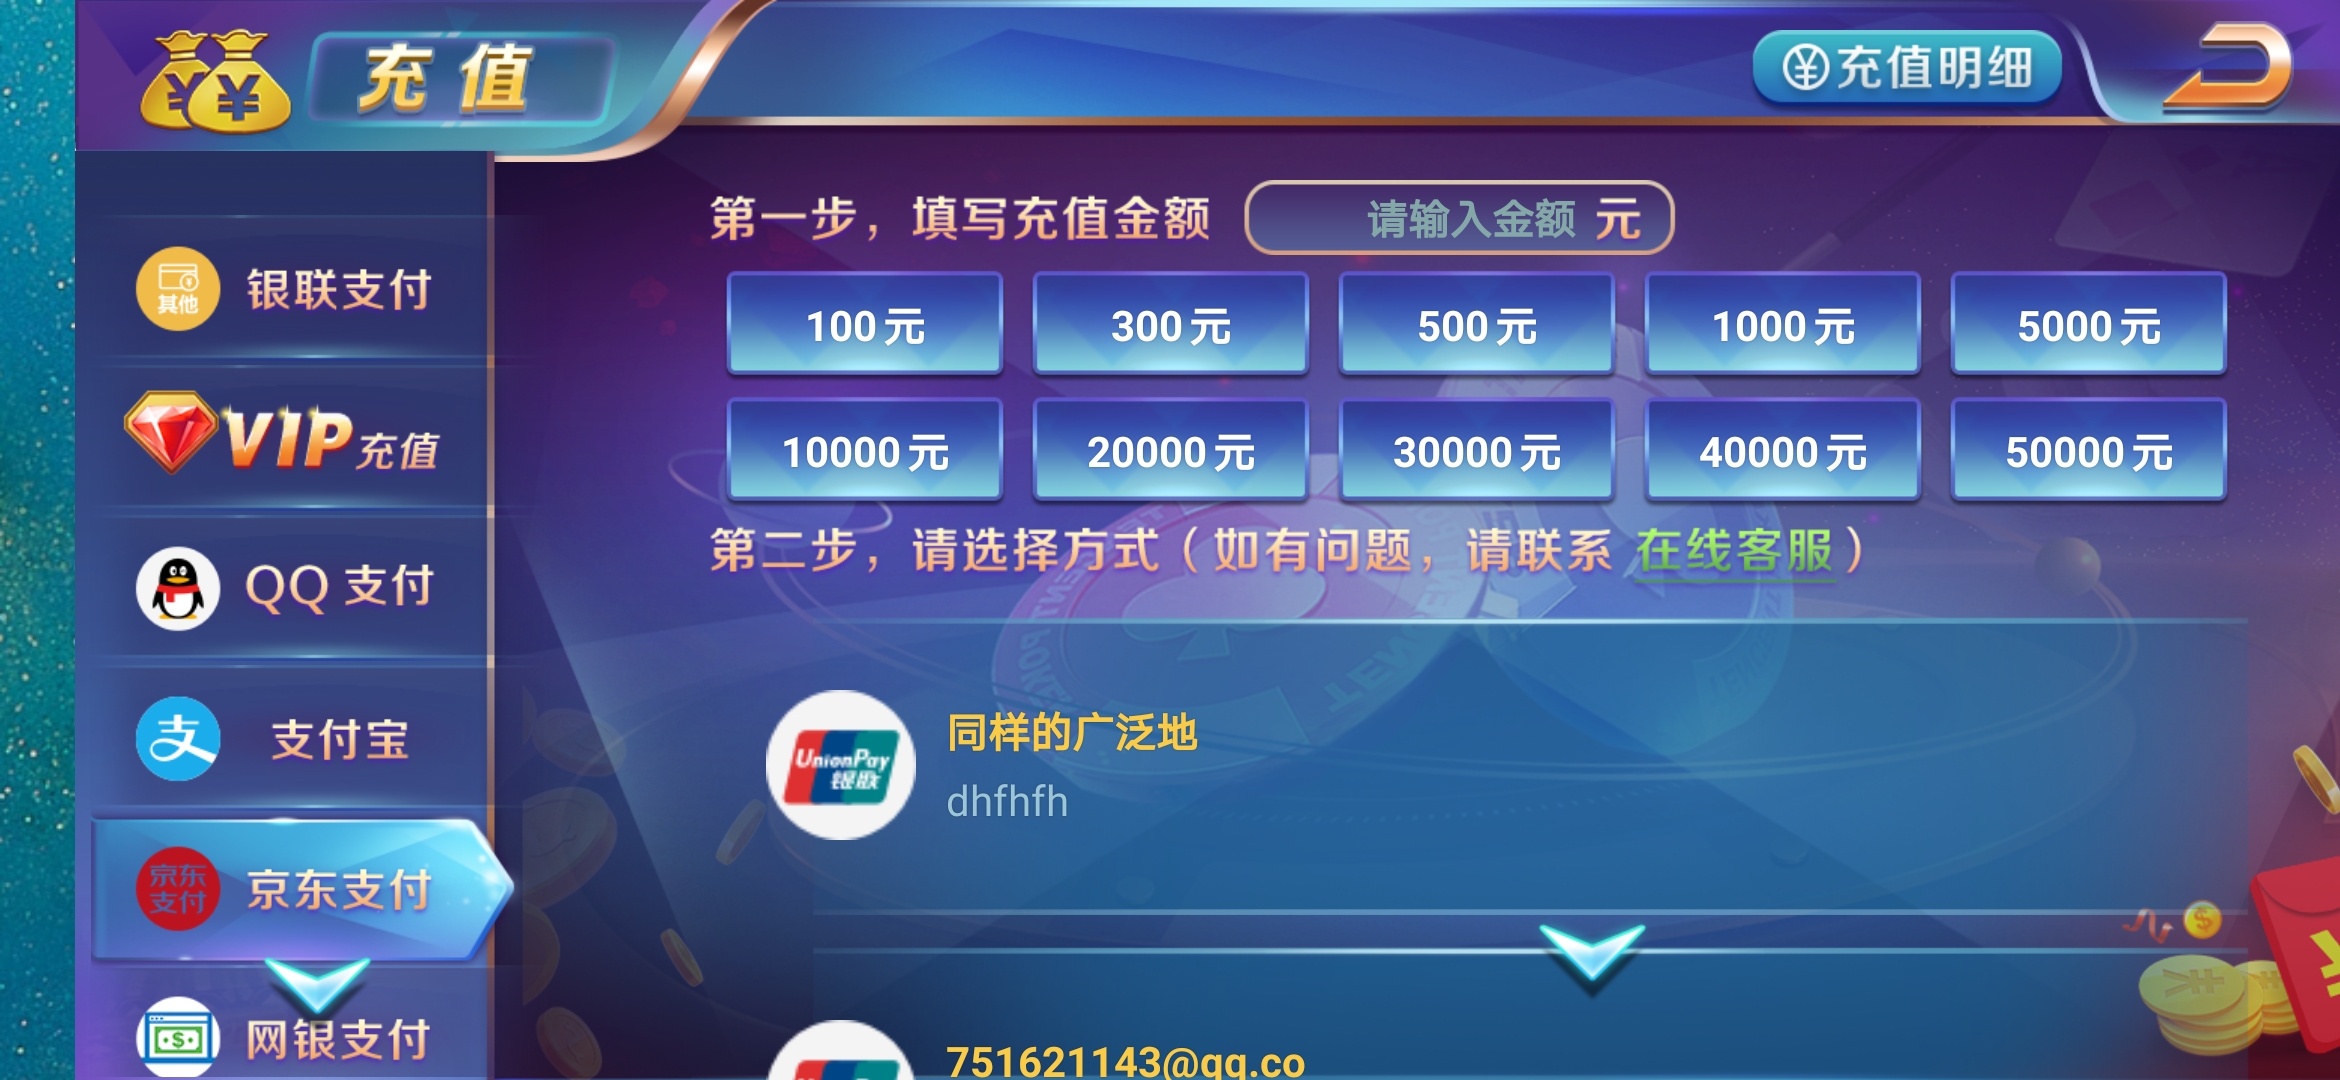 充值
充值明细
其他
银联支付
VIP充值
QQ 支付
支付宝
京东
支付
京东支付
网银支付
第一步，填写充值金额 请输入金额 元
100元 300元 500元 1000元 5000元
10000元 20000元 30000元 40000元 50000元
第二步，请选择方式（如有问题，请联系 在线客服）
UnionPay
银联
同样的广泛地
dhfhfh
751621143@qq.co